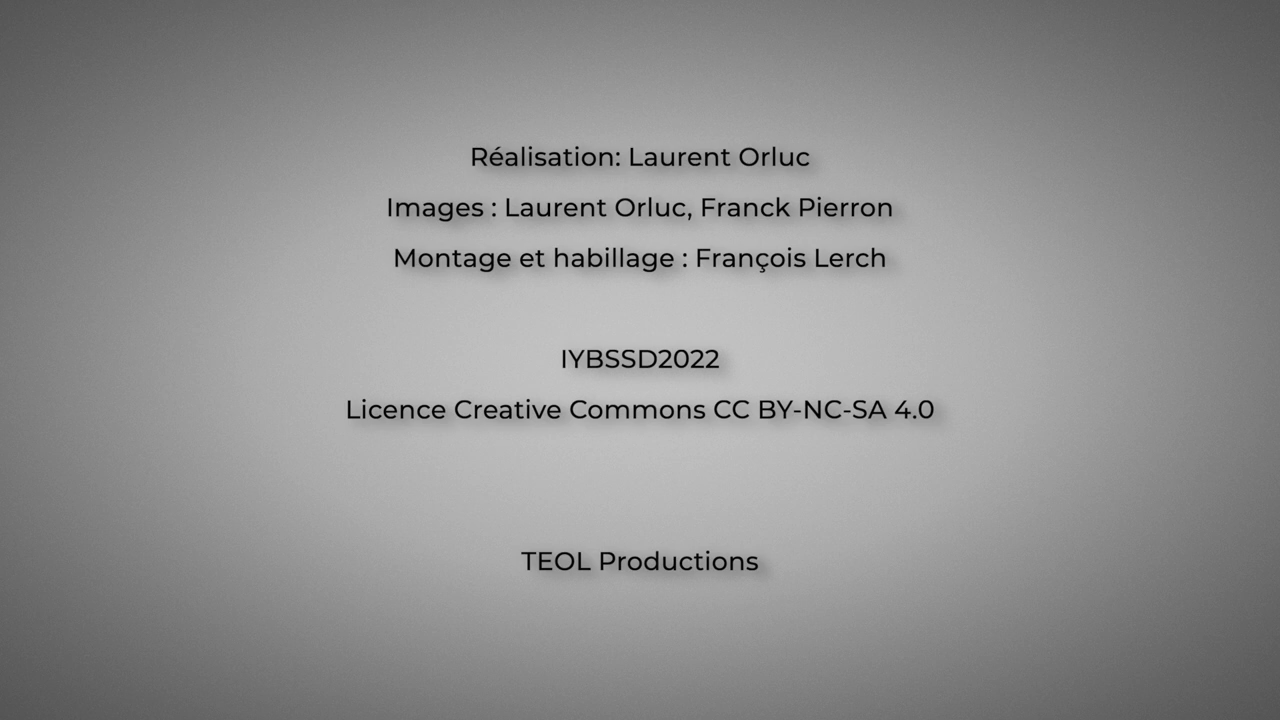 Réalisation: Laurent Orluc
Images : Laurent Orluc, Franck Pierron
Montage et habillage : François Lerch
IYBSSD2022
Licence Creative Commons CC BY-NC-SA 4.0
TEOL Productions